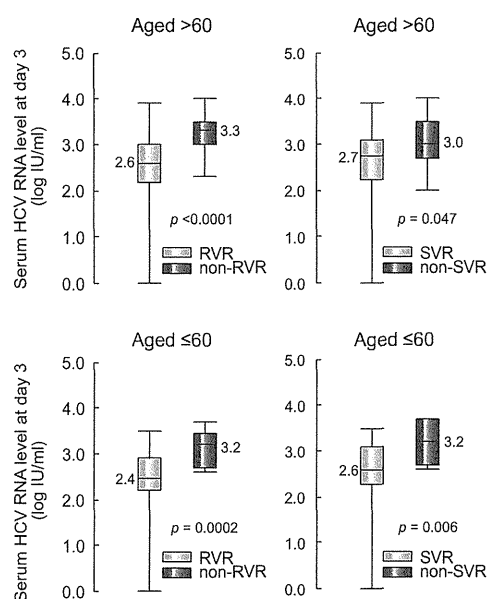 Aged >60
Serum HCV RNA level at day 3
(log IU/ml)
5.0
4.0
3.0
2.0
1.0
0.0
2.6
3.3
p <0.0001
RVR
non-RVR
Aged >60
5.0
4.0
3.0
2.0
1.0
0.0
2.7
3.0
p = 0.047
SVR
non-SVR
Aged ≤60
Serum HCV RNA level at day 3
(log IU/ml)
5.0
4.0
3.0
2.0
1.0
0.0
2.4
3.2
p = 0.0002
RVR
non-RVR
Aged ≤60
5.0
4.0
3.0
2.0
1.0
0.0
2.6
3.2
p = 0.006
SVR
non-SVR